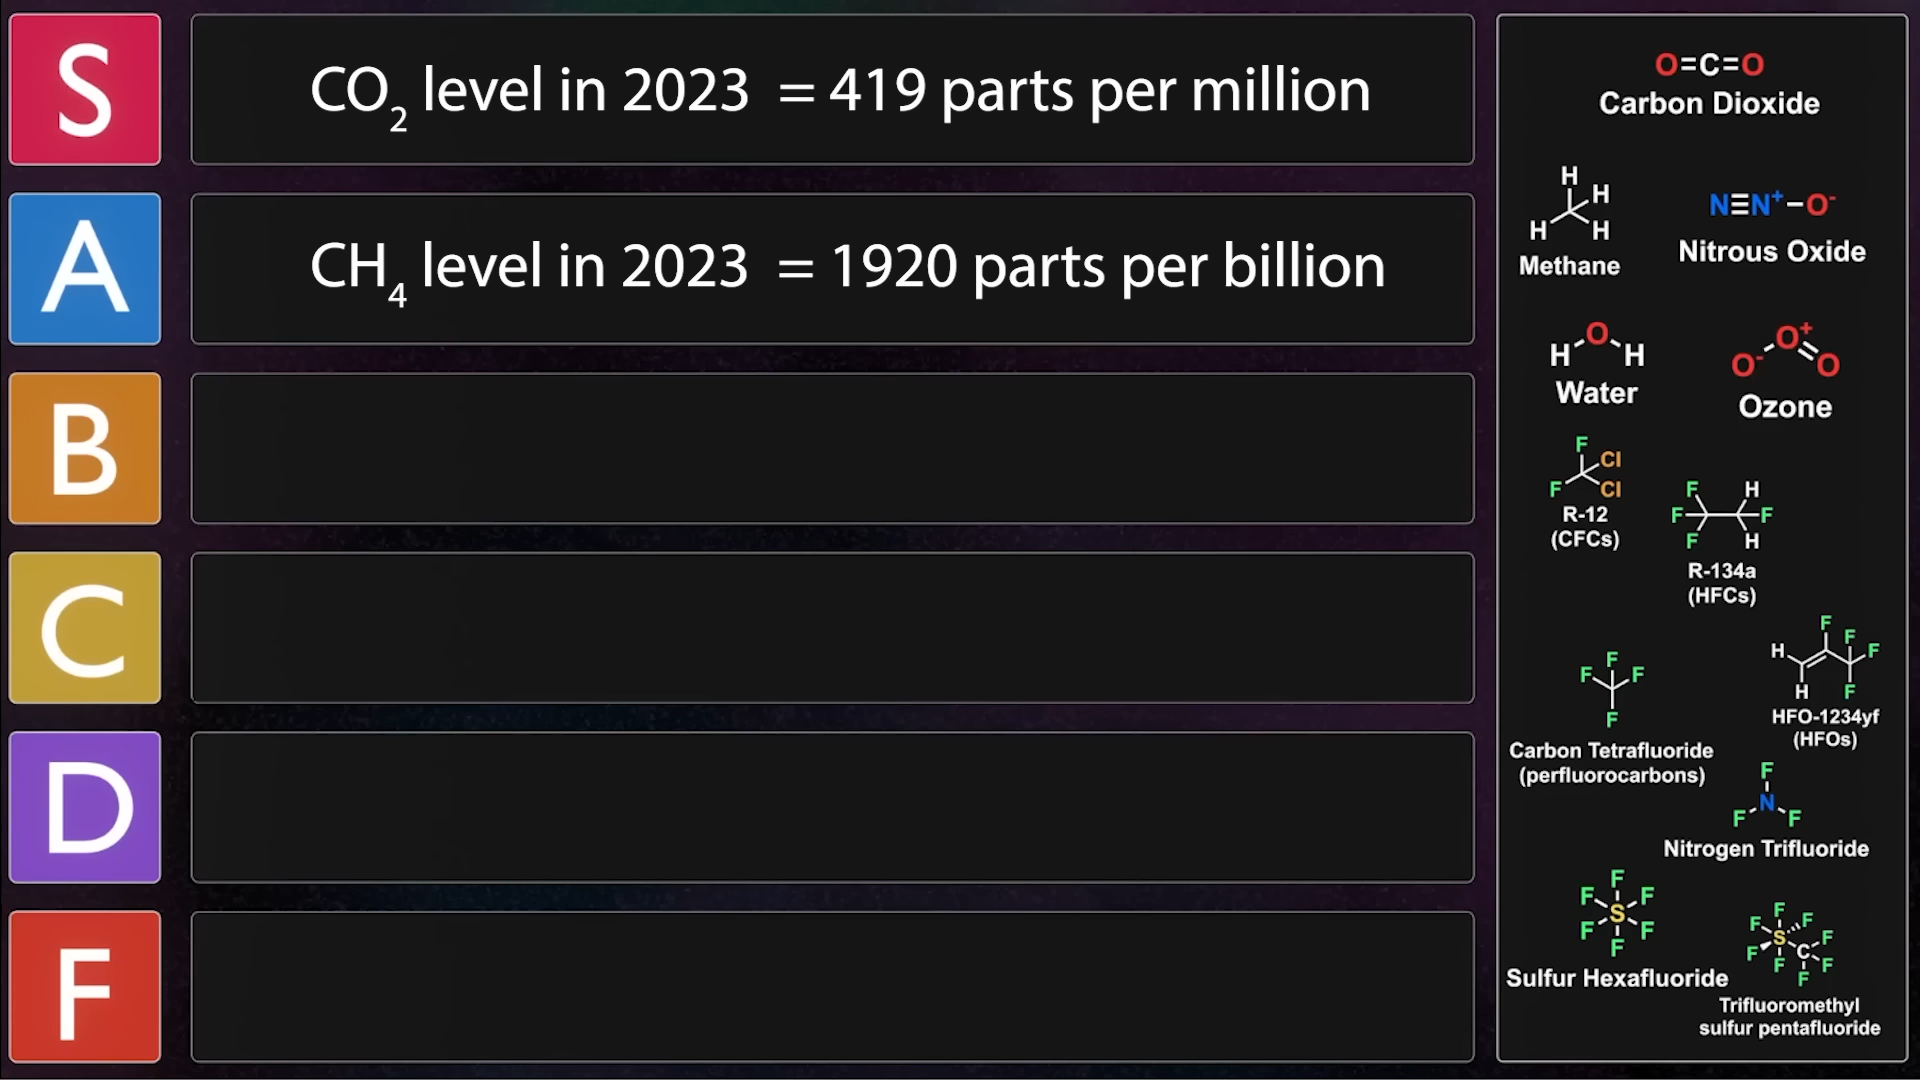 S
CO₂ level in 2023 = 419 parts per million
A
CH₄ level in 2023 = 1920 parts per billion
B
C
D
F
O=C=O
Carbon Dioxide
H
H
H
H
Methane
N≡N⁺–O⁻
Nitrous Oxide
O
H H
Water
O⁺
O⁻ O
Ozone
F
Cl
F Cl
R-12
(CFCs)
F H
F F
F H
R-134a
(HFCs)
F
F F
F
Carbon Tetrafluoride
(perfluorocarbons)
F
H F F
H F
HFO-1234yf
(HFOs)
F
N
F F
Nitrogen Trifluoride
F
F F
S
F F
F
Sulfur Hexafluoride
F
F F
S F
F C
F F
F
Trifluoromethyl
sulfur pentafluoride